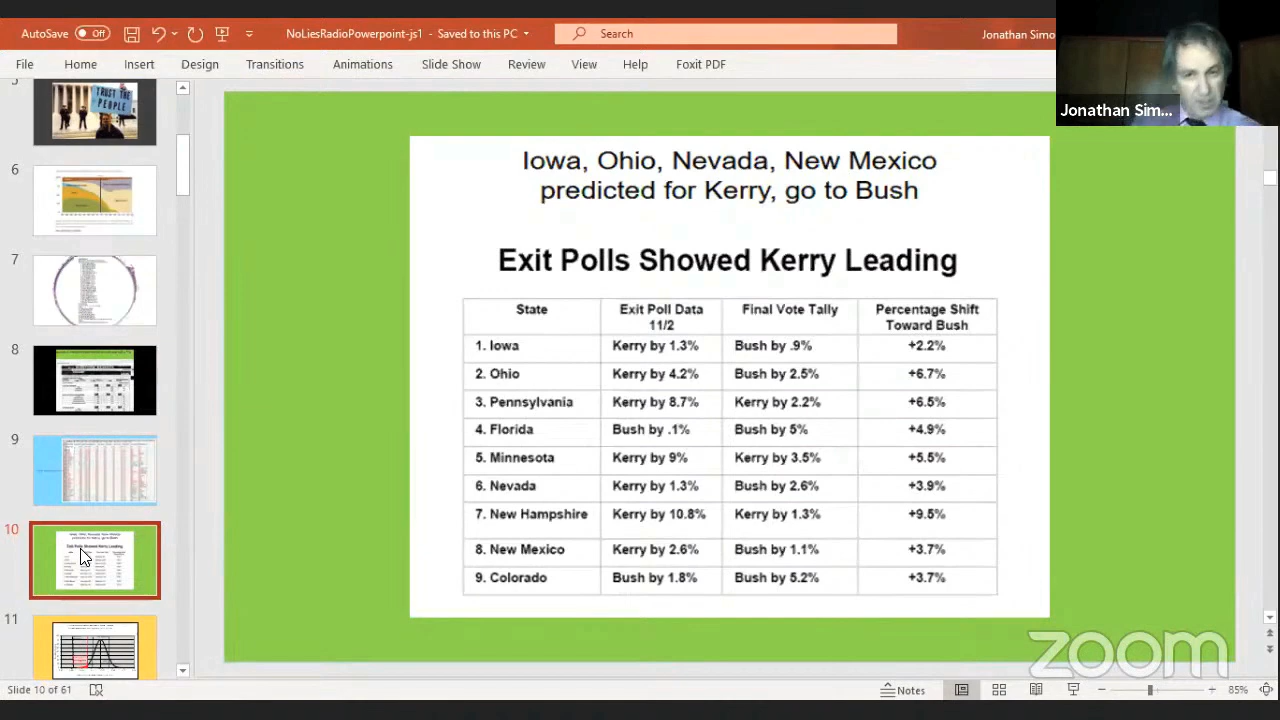 AutoSave
Off
NoLiesRadioPowerpoint-js1 - Saved to this PC
Search
Jonathan Simo
File Home Insert Design Transitions Animations Slide Show Review View Help Foxit PDF
Jonathan Sim...
5
TRUST THE
PEOPLE
6
7
8
9
10
11
Iowa, Ohio, Nevada, New Mexico
predicted for Kerry, go to Bush
Exit Polls Showed Kerry Leading
State Exit Poll Data 11/2 Final Vote Tally Percentage Shift Toward Bush
1. Iowa Kerry by 1.3% Bush by .9% +2.2%
2. Ohio Kerry by 4.2% Bush by 2.5% +6.7%
3. Pennsylvania Kerry by 8.7% Kerry by 2.2% +6.5%
4. Florida Bush by .1% Bush by 5% +4.9%
5. Minnesota Kerry by 9% Kerry by 3.5% +5.5%
6. Nevada Kerry by 1.3% Bush by 2.6% +3.9%
7. New Hampshire Kerry by 10.8% Kerry by 1.3% +9.5%
8. New Mexico Kerry by 2.6% Bush by 1.1% +3.7%
9. Colorado Bush by 1.8% Bush by 5.2% +3.7%
zoom
Slide 10 of 61
Notes
85%